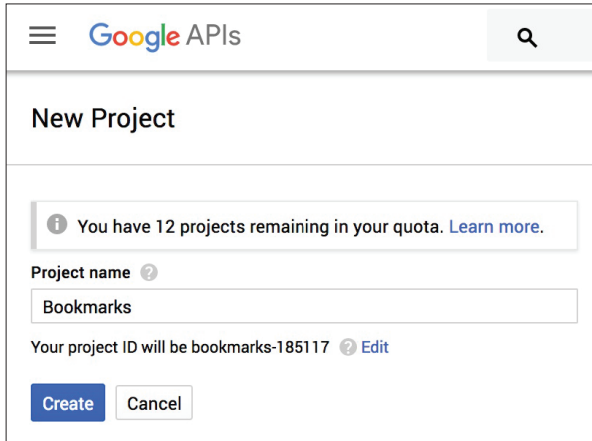 Google APIs
New Project
You have 12 projects remaining in your quota. Learn more.
Project name
Bookmarks
Your project ID will be bookmarks-185117 Edit
Create Cancel